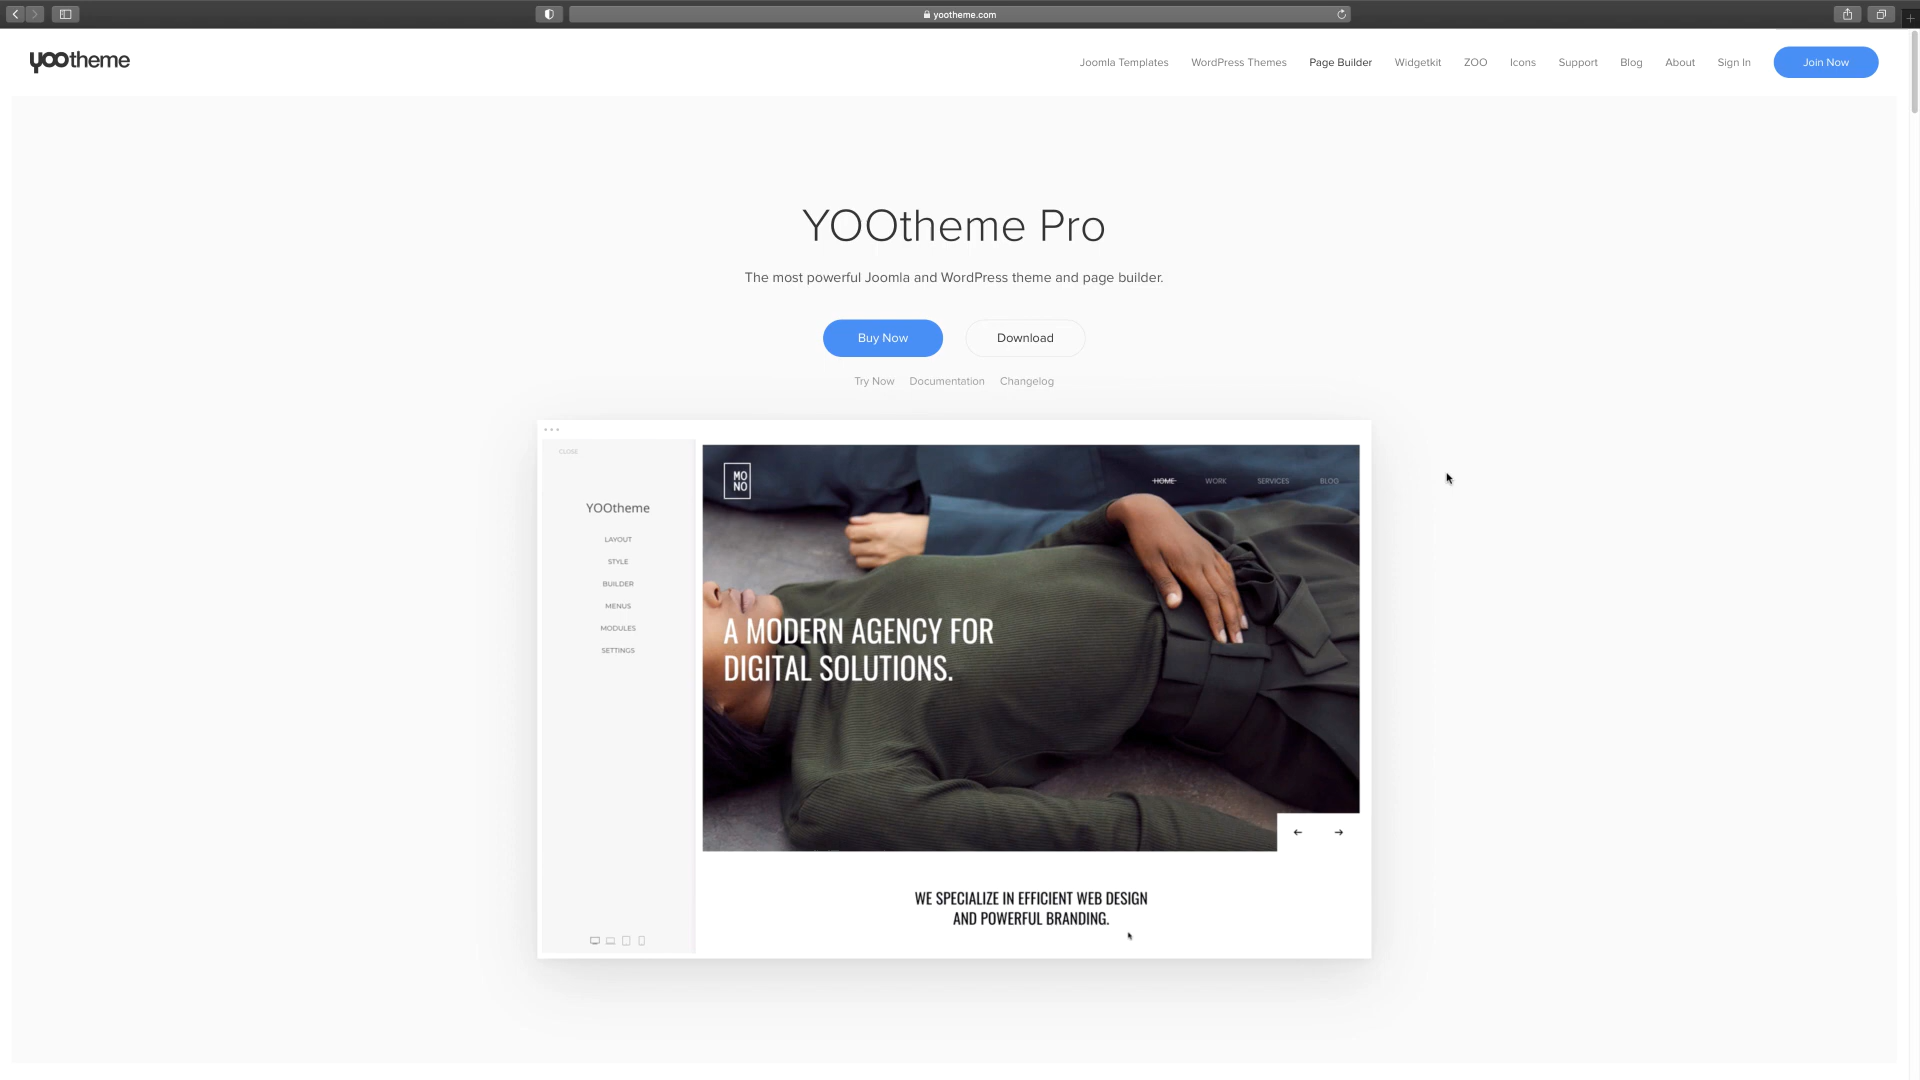 yootheme.com
yootheme
Joomla Templates WordPress Themes Page Builder Widgetkit ZOO Icons Support Blog About Sign In Join Now
YOOtheme Pro
The most powerful Joomla and WordPress theme and page builder.
Buy Now Download
Try Now Documentation Changelog
CLOSE
YOOtheme
LAYOUT
STYLE
BUILDER
MENUS
MODULES
SETTINGS
MO
NO
HOME WORK SERVICES BLOG
A MODERN AGENCY FOR
DIGITAL SOLUTIONS.
WE SPECIALIZE IN EFFICIENT WEB DESIGN
AND POWERFUL BRANDING.